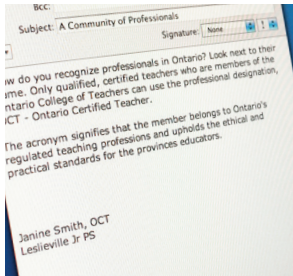 Bcc:
Subject: A Community of Professionals
Signature: None
w do you recognize professionals in Ontario? Look next to their
me. Only qualified, certified teachers who are members of the
ntario College of Teachers can use the professional designation,
CT - Ontario Certified Teacher.
The acronym signifies that the member belongs to Ontario's
regulated teaching professions and upholds the ethical and
practical standards for the provinces educators.
Janine Smith, OCT
Leslieville Jr PS